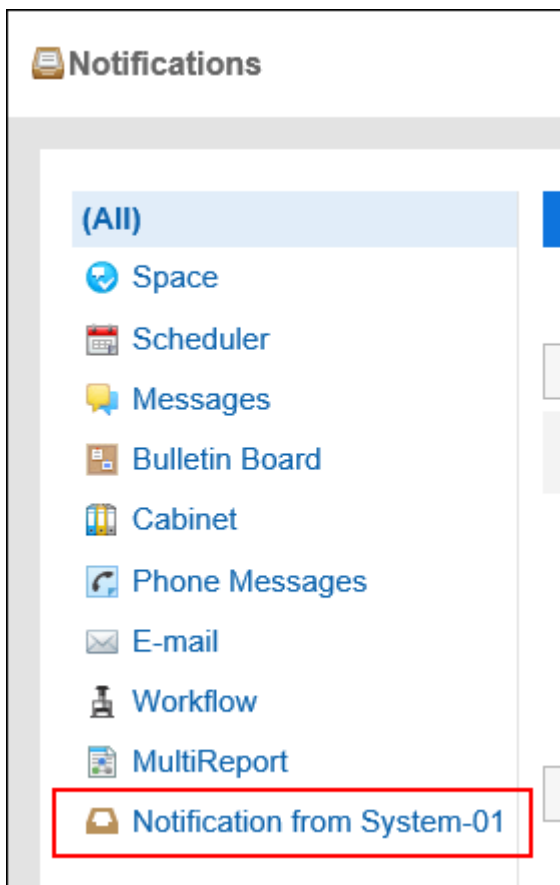 Notifications
(All)
Space
Scheduler
Messages
Bulletin Board
Cabinet
Phone Messages
E-mail
Workflow
MultiReport
Notification from System-01